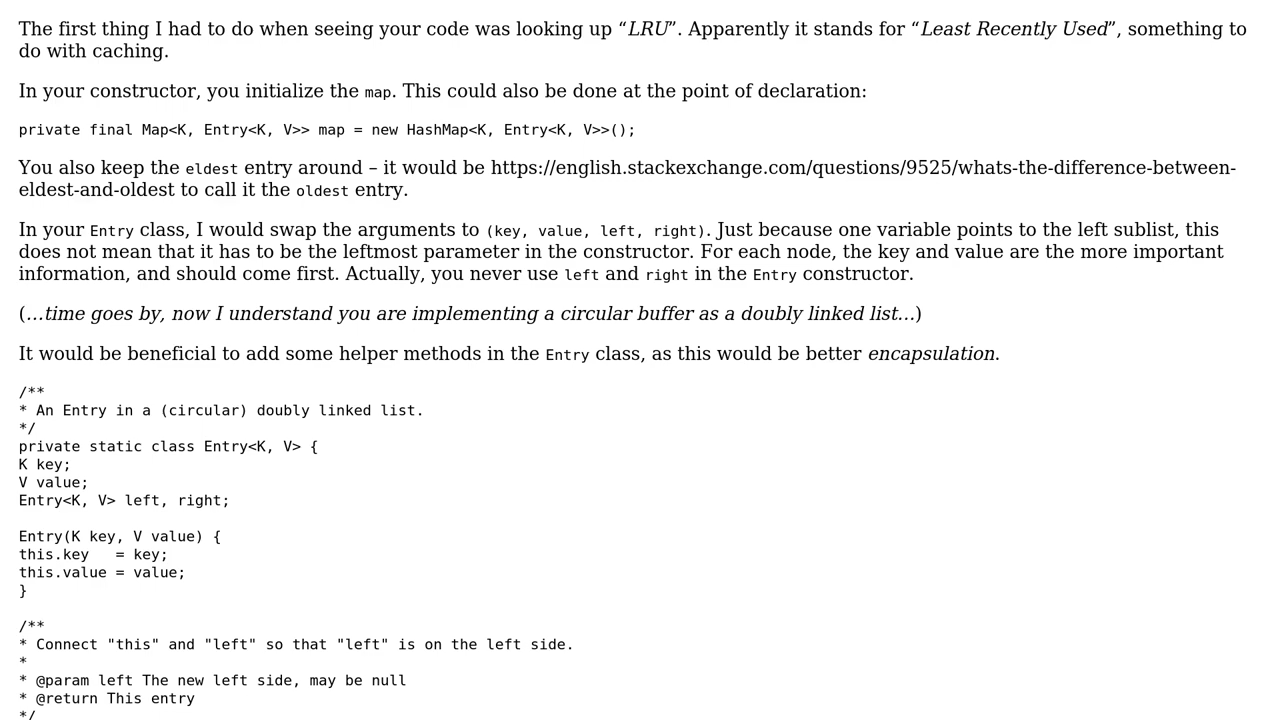 The first thing I had to do when seeing your code was looking up “LRU”. Apparently it stands for “Least Recently Used”, something to
do with caching.
In your constructor, you initialize the map. This could also be done at the point of declaration:
private final Map<K, Entry<K, V>> map = new HashMap<K, Entry<K, V>>();
You also keep the eldest entry around – it would be https://english.stackexchange.com/questions/9525/whats-the-difference-between-
eldest-and-oldest to call it the oldest entry.
In your Entry class, I would swap the arguments to (key, value, left, right). Just because one variable points to the left sublist, this
does not mean that it has to be the leftmost parameter in the constructor. For each node, the key and value are the more important
information, and should come first. Actually, you never use left and right in the Entry constructor.
(…time goes by, now I understand you are implementing a circular buffer as a doubly linked list…)
It would be beneficial to add some helper methods in the Entry class, as this would be better encapsulation.
/**
* An Entry in a (circular) doubly linked list.
*/
private static class Entry<K, V> {
K key;
V value;
Entry<K, V> left, right;
Entry(K key, V value) {
this.key   = key;
this.value = value;
}
/**
* Connect "this" and "left" so that "left" is on the left side.
*
* @param left The new left side, may be null
* @return This entry
*/